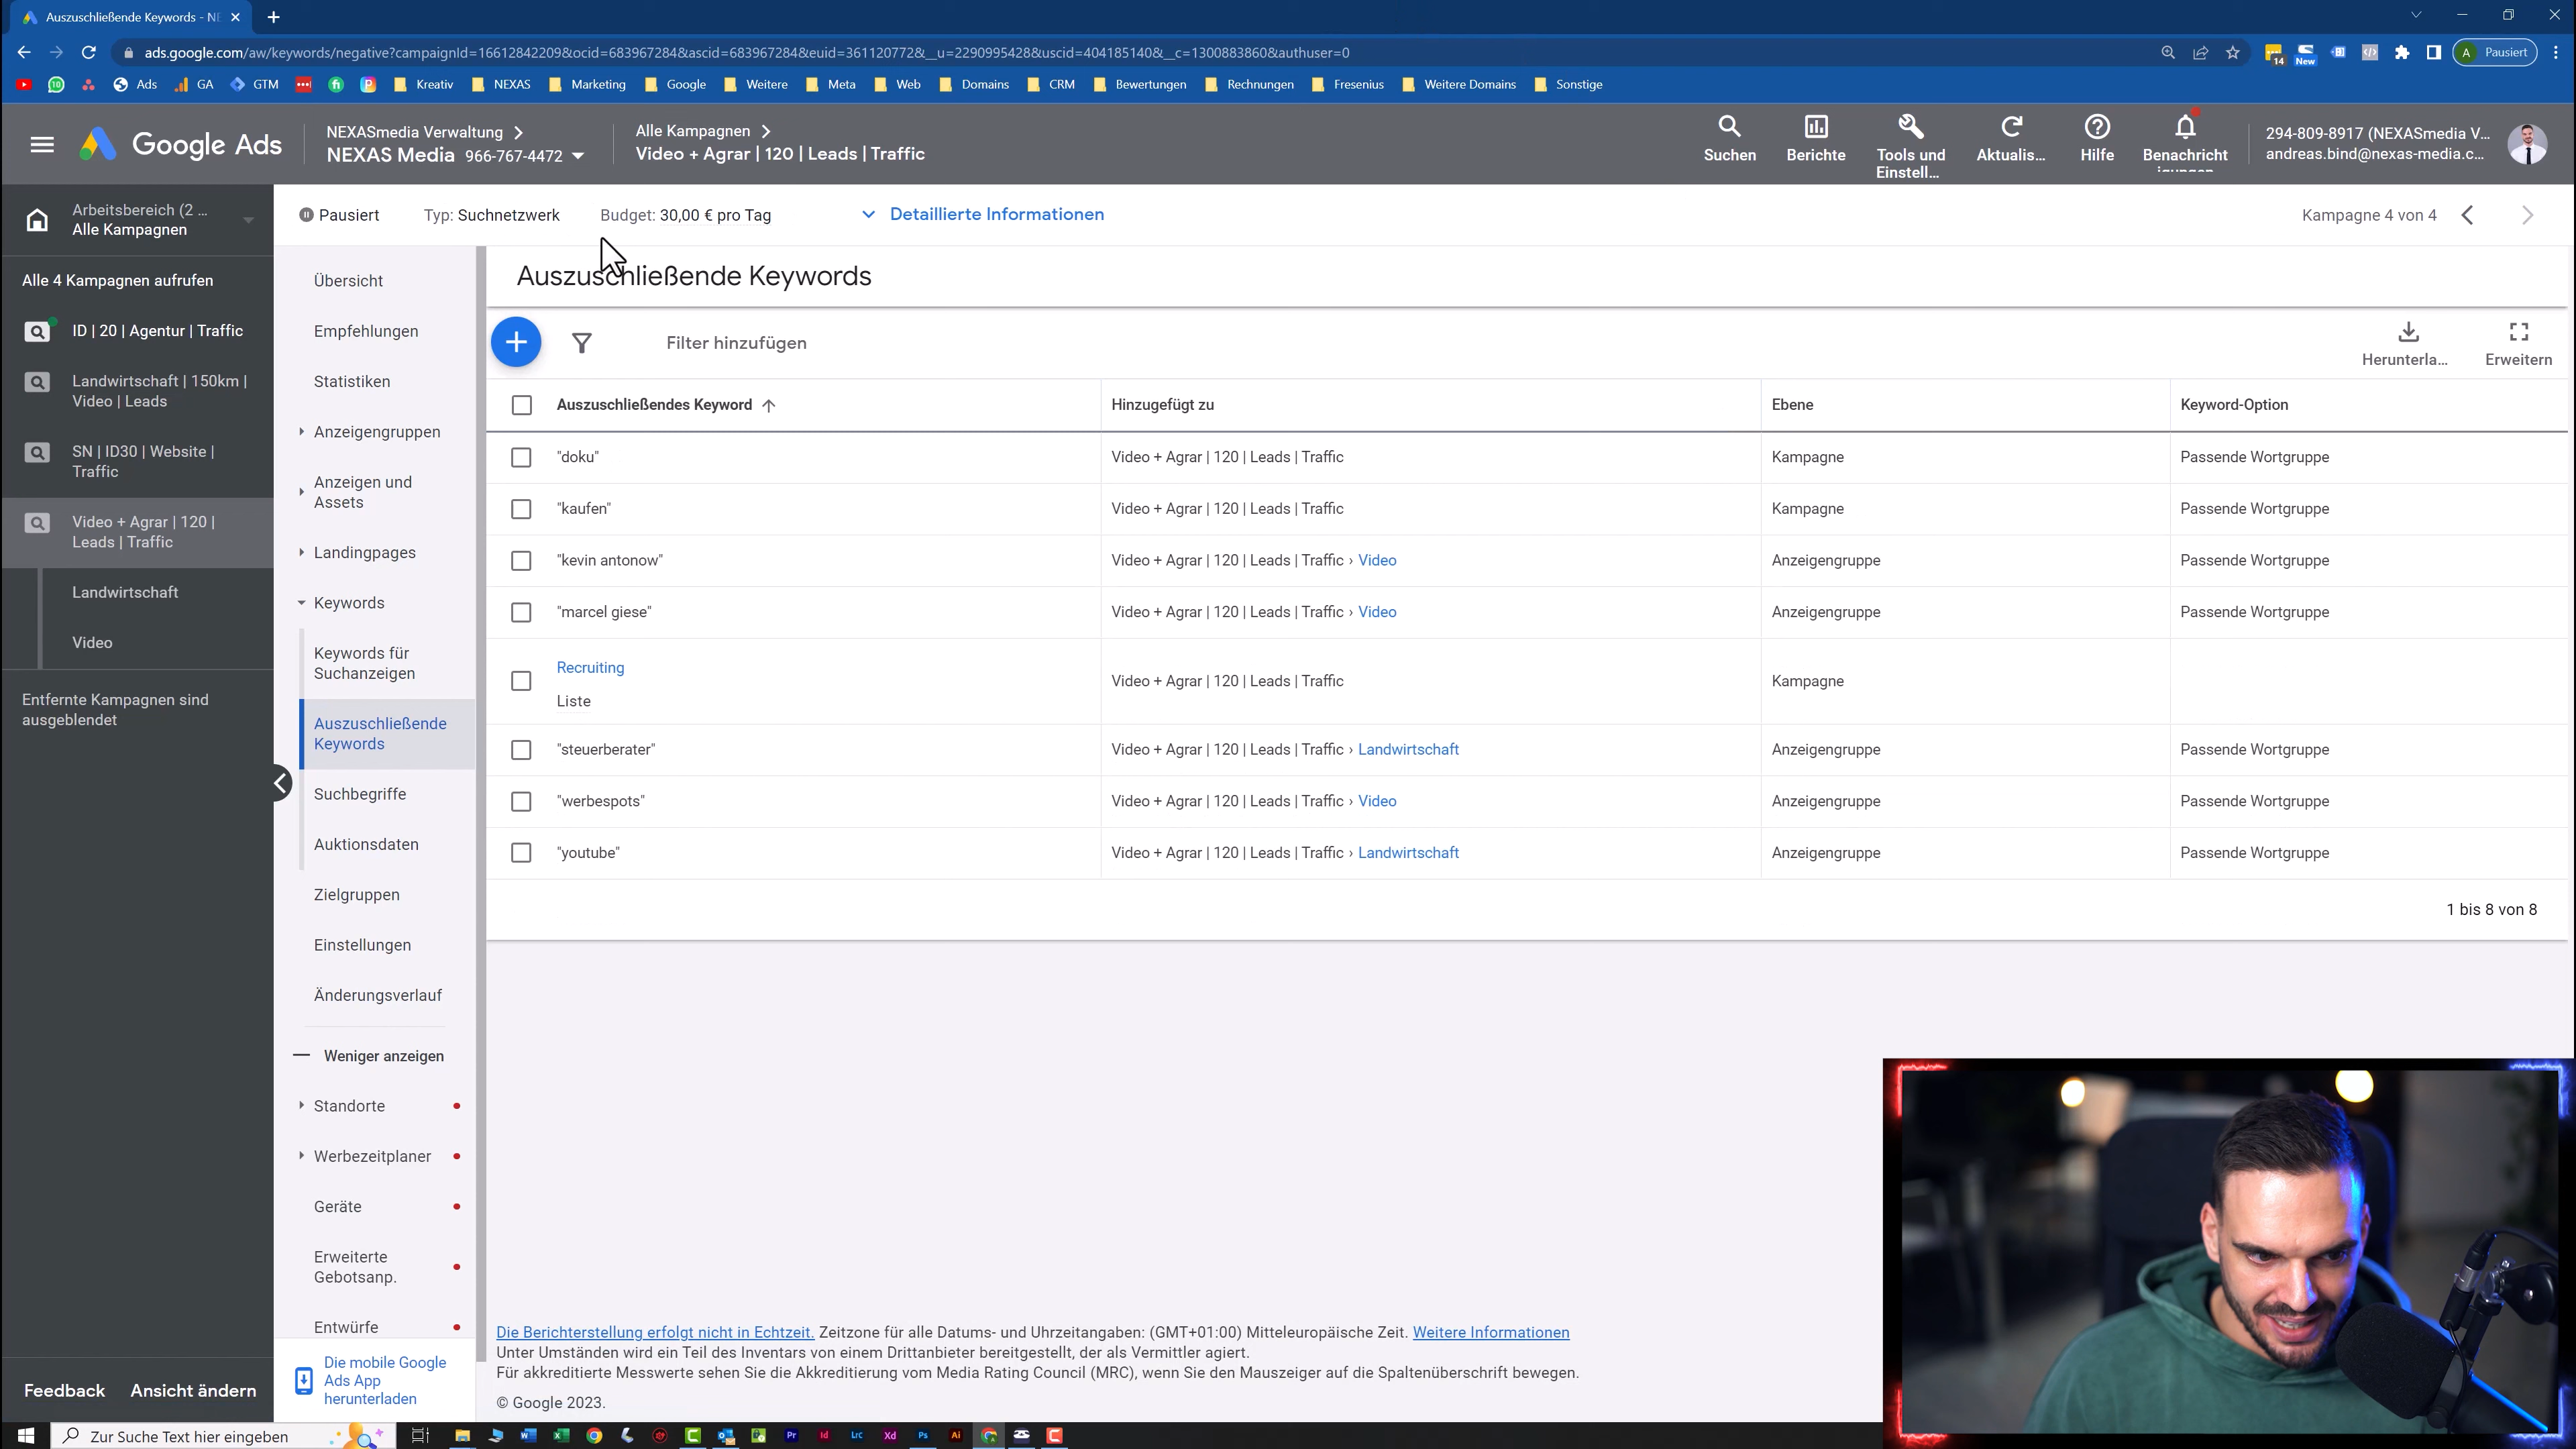 Auszuschließende Keywords - NE
ads.google.com/aw/keywords/negative?campaignId=16612842209&ocid=683967284&ascid=683967284&euid=361120772&__u=2290995428&uscid=404185140&__c=1300883860&authuser=0
14
New
A Pausiert
10 Ads GA GTM Kreativ NEXAS Marketing Google Weitere Meta Web Domains CRM Bewertungen Rechnungen Fresenius Weitere Domains Sonstige
Google Ads
NEXASmedia Verwaltung
NEXAS Media 966-767-4472
Alle Kampagnen
Video + Agrar | 120 | Leads | Traffic
Suchen
Berichte
Tools und
Einstell...
Aktualis...
Hilfe
Benachricht
294-809-8917 (NEXASmedia V...
andreas.bind@nexas-media.c...
Arbeitsbereich (2 ...
Alle Kampagnen
Alle 4 Kampagnen aufrufen
ID | 20 | Agentur | Traffic
Landwirtschaft | 150km |
Video | Leads
SN | ID30 | Website |
Traffic
Video + Agrar | 120 |
Leads | Traffic
Landwirtschaft
Video
Entfernte Kampagnen sind
ausgeblendet
Feedback Ansicht ändern
Pausiert Typ: Suchnetzwerk Budget: 30,00 € pro Tag Detaillierte Informationen Kampagne 4 von 4
Übersicht
Empfehlungen
Statistiken
Anzeigengruppen
Anzeigen und
Assets
Landingpages
Keywords
Keywords für
Suchanzeigen
Auszuschließende
Keywords
Suchbegriffe
Auktionsdaten
Zielgruppen
Einstellungen
Änderungsverlauf
Weniger anzeigen
Standorte
Werbezeitplaner
Geräte
Erweiterte
Gebotsanp.
Entwürfe
Die mobile Google
Ads App
herunterladen
Auszuschließende Keywords
Filter hinzufügen
Herunterla...
Erweitern
Auszuschließendes Keyword Hinzugefügt zu Ebene Keyword-Option
"doku" Video + Agrar | 120 | Leads | Traffic Kampagne Passende Wortgruppe
"kaufen" Video + Agrar | 120 | Leads | Traffic Kampagne Passende Wortgruppe
"kevin antonow" Video + Agrar | 120 | Leads | Traffic › Video Anzeigengruppe Passende Wortgruppe
"marcel giese" Video + Agrar | 120 | Leads | Traffic › Video Anzeigengruppe Passende Wortgruppe
Recruiting
Liste Video + Agrar | 120 | Leads | Traffic Kampagne
"steuerberater" Video + Agrar | 120 | Leads | Traffic › Landwirtschaft Anzeigengruppe Passende Wortgruppe
"werbespots" Video + Agrar | 120 | Leads | Traffic › Video Anzeigengruppe Passende Wortgruppe
"youtube" Video + Agrar | 120 | Leads | Traffic › Landwirtschaft Anzeigengruppe Passende Wortgruppe
1 bis 8 von 8
Die Berichterstellung erfolgt nicht in Echtzeit. Zeitzone für alle Datums- und Uhrzeitangaben: (GMT+01:00) Mitteleuropäische Zeit. Weitere Informationen
Unter Umständen wird ein Teil des Inventars von einem Drittanbieter bereitgestellt, der als Vermittler agiert.
Für akkreditierte Messwerte sehen Sie die Akkreditierung vom Media Rating Council (MRC), wenn Sie den Mauszeiger auf die Spaltenüberschrift bewegen.
© Google 2023.
Zur Suche Text hier eingeben
Pr Id LrC Xd Ps Ai